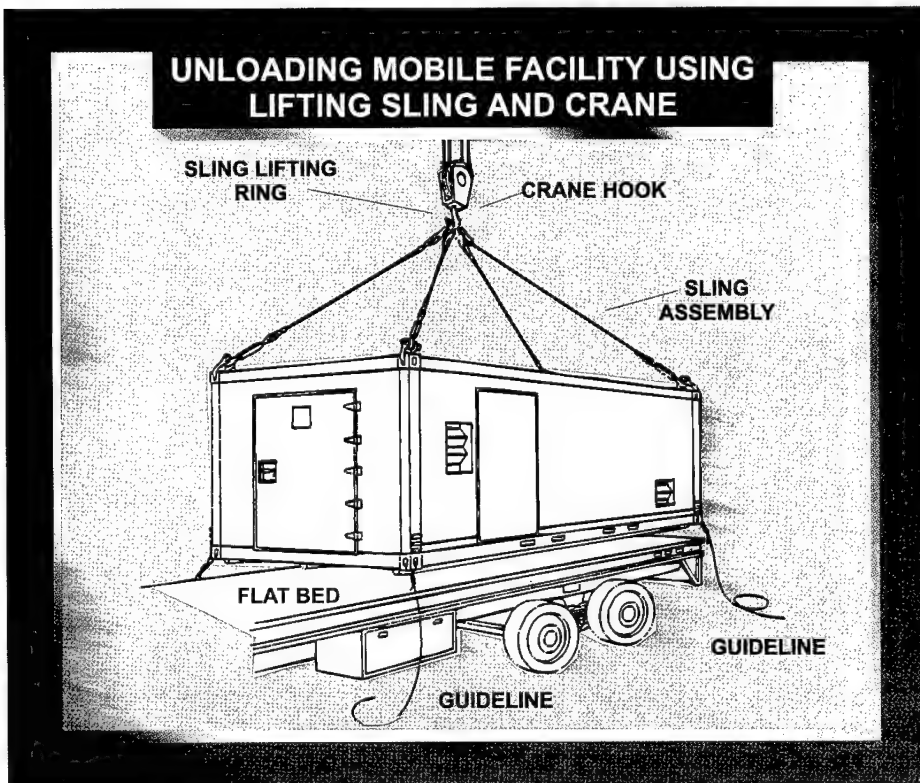 UNLOADING MOBILE FACILITY USING
LIFTING SLING AND CRANE
SLING LIFTING
RING
CRANE HOOK
SLING
ASSEMBLY
FLAT BED
GUIDELINE
GUIDELINE